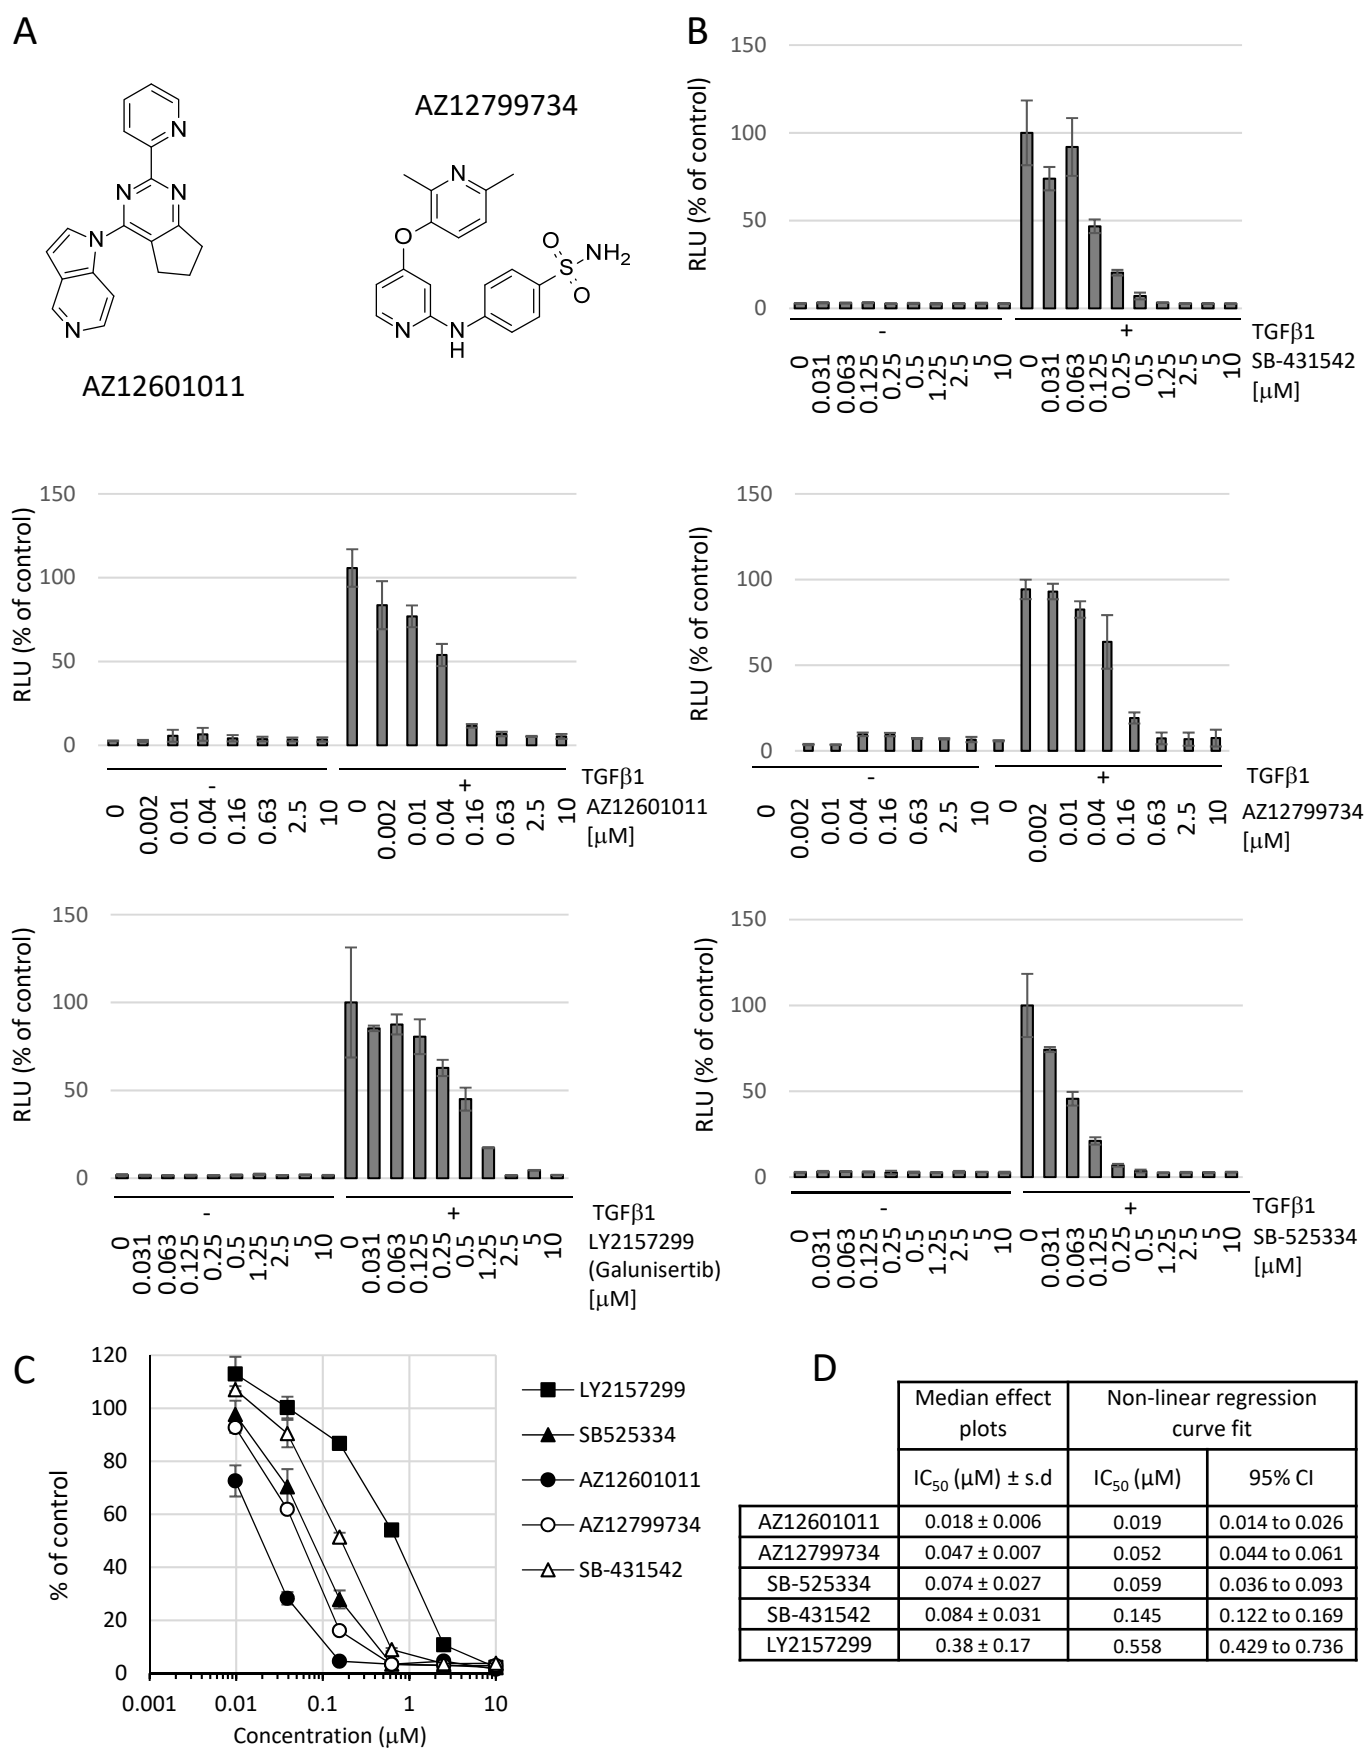 A
AZ12799734
N
N
N
N
N
AZ12601011
N
O
N
N
H
O
S
O
NH2
B
150
100
50
0
RLU (% of control)
- +
TGFβ1
0 0.031 0.063 0.125 0.25 0.5 1.25 2.5 5 10 0 0.031 0.063 0.125 0.25 0.5 1.25 2.5 5 10
SB-431542
[μM]
150
100
50
0
RLU (% of control)
- +
TGFβ1
0 0.002 0.01 0.04 0.16 0.63 2.5 10 0 0.002 0.01 0.04 0.16 0.63 2.5 10
AZ12601011
[μM]
150
100
50
0
RLU (% of control)
- +
TGFβ1
0 0.002 0.01 0.04 0.16 0.63 2.5 10 0 0.002 0.01 0.04 0.16 0.63 2.5 10
AZ12799734
[μM]
150
100
50
0
RLU (% of control)
- +
TGFβ1
0 0.031 0.063 0.125 0.25 0.5 1.25 2.5 5 10 0 0.031 0.063 0.125 0.25 0.5 1.25 2.5 5 10
LY2157299
(Galunisertib)
[μM]
150
100
50
0
RLU (% of control)
- +
TGFβ1
0 0.031 0.063 0.125 0.25 0.5 1.25 2.5 5 10 0 0.031 0.063 0.125 0.25 0.5 1.25 2.5 5 10
SB-525334
[μM]
C
120
100
80
60
40
20
0
% of control
0.001 0.01 0.1 1 10
Concentration (μM)
LY2157299
SB525334
AZ12601011
AZ12799734
SB-431542
D
Median effect
plots
Non-linear regression
curve fit
IC50 (μM) ± s.d IC50 (μM) 95% CI
AZ12601011 0.018 ± 0.006 0.019 0.014 to 0.026
AZ12799734 0.047 ± 0.007 0.052 0.044 to 0.061
SB-525334 0.074 ± 0.027 0.059 0.036 to 0.093
SB-431542 0.084 ± 0.031 0.145 0.122 to 0.169
LY2157299 0.38 ± 0.17 0.558 0.429 to 0.736